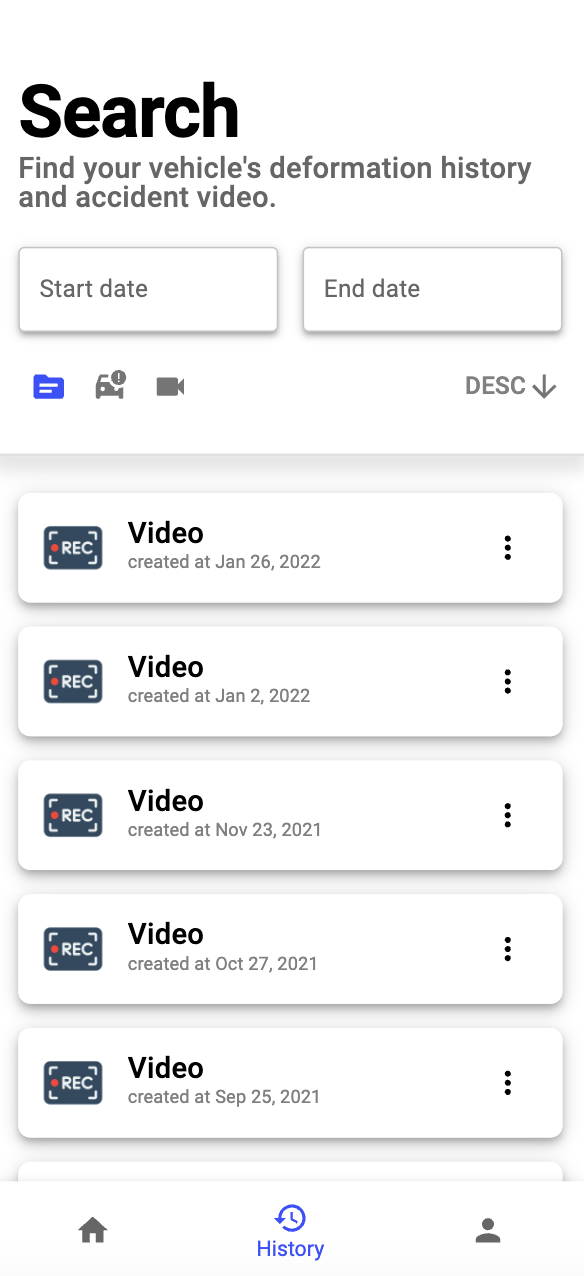 Search
Find your vehicle's deformation history
and accident video.
Start date
End date
DESC
REC
Video
created at Jan 26, 2022
REC
Video
created at Jan 2, 2022
REC
Video
created at Nov 23, 2021
REC
Video
created at Oct 27, 2021
REC
Video
created at Sep 25, 2021
History